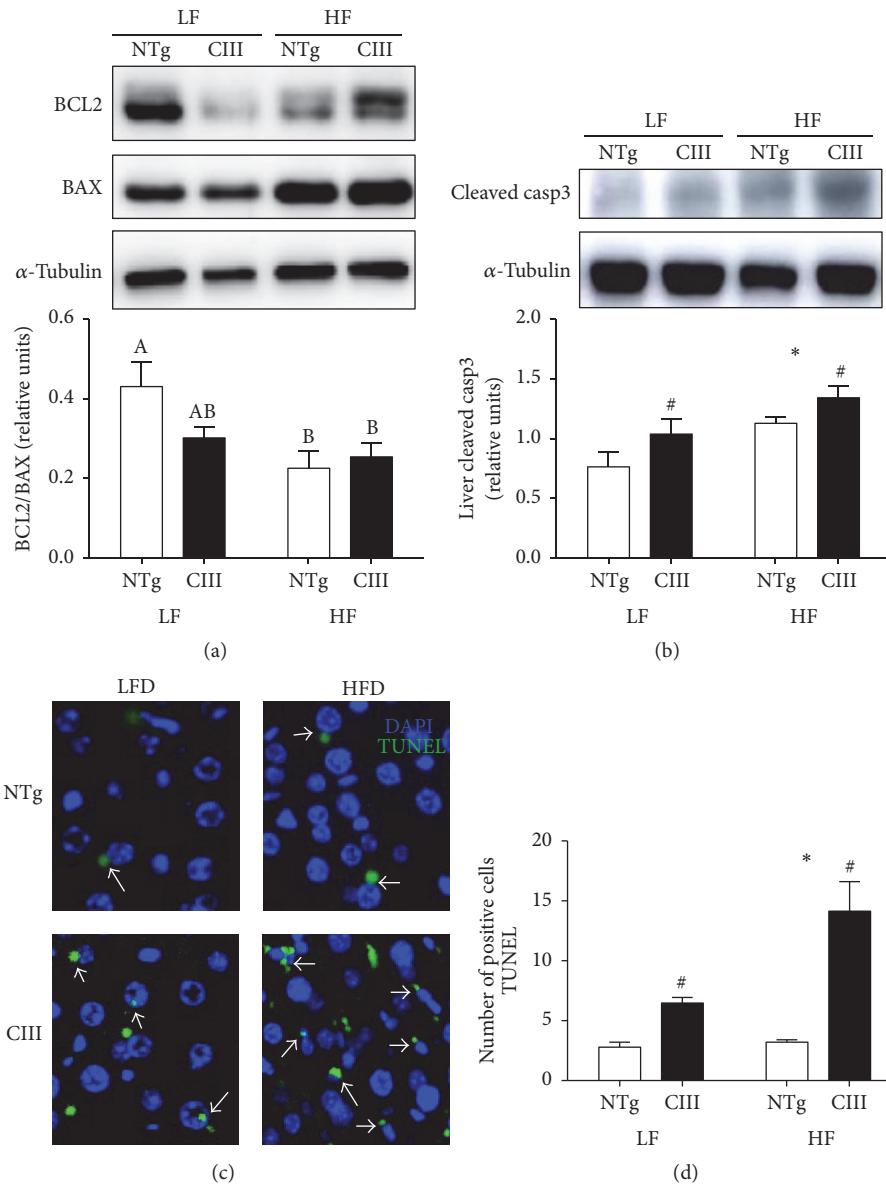 LF HF
NTg CIII NTg CIII
BCL2
BAX
α-Tubulin
0.6
0.4
0.2
0.0
BCL2/BAX (relative units)
A
AB
B
B
NTg CIII NTg CIII
LF HF
(a)
LF HF
NTg CIII NTg CIII
Cleaved casp3
α-Tubulin
2.0
1.5
1.0
0.5
0.0
Liver cleaved casp3
(relative units)
#
*
#
NTg CIII NTg CIII
LF HF
(b)
LFD HFD
DAPI
TUNEL
NTg
CIII
(c)
20
15
10
5
0
Number of positive cells
TUNEL
#
*
#
NTg CIII NTg CIII
LF HF
(d)